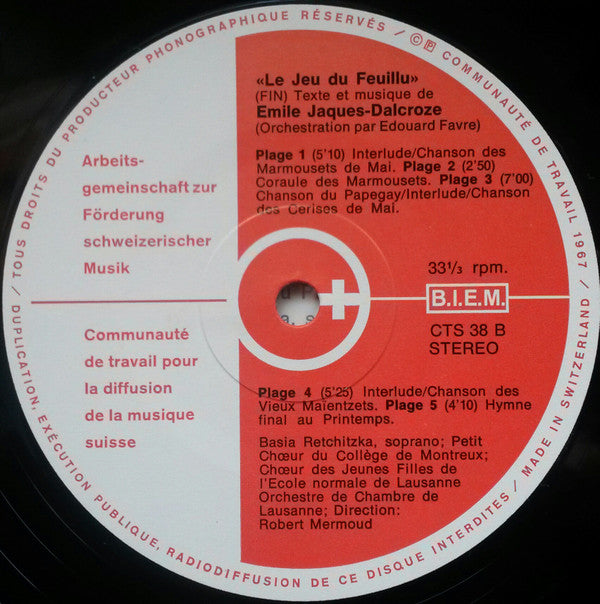 DUPLICATION, EXÉCUTION PUBLIQUE, RADIODIFFUSION DE CE DISQUE INTERDITES / MADE IN SWITZERLAND / TOUS DROITS DU PRODUCTEUR PHONOGRAPHIQUE RÉSERVÉS / © ℗ COMMUNAUTÉ DE TRAVAIL 1967
«Le Jeu du Feuillu»
(FIN) Texte et musique de
Emile Jaques-Dalcroze
(Orchestration par Edouard Favre)
Plage 1 (5'10) Interlude/Chanson des
Marmousets de Mai. Plage 2 (2'50)
Coraule des Marmousets. Plage 3 (7'00)
Chanson du Papegay/Interlude/Chanson
des Cerises de Mai.
Arbeits-
gemeinschaft zur
Förderung
schweizerischer
Musik
33⅓ rpm.
B.I.E.M.
CTS 38 B
STEREO
Communauté
de travail pour
la diffusion
de la musique
suisse
Plage 4 (5'25) Interlude/Chanson des
Vieux Maïentzets. Plage 5 (4'10) Hymne
final au Printemps.
Basia Retchitzka, soprano; Petit
Chœur du Collège de Montreux;
Chœur des Jeunes Filles de
l'Ecole normale de Lausanne
Orchestre de Chambre de
Lausanne; Direction:
Robert Mermoud